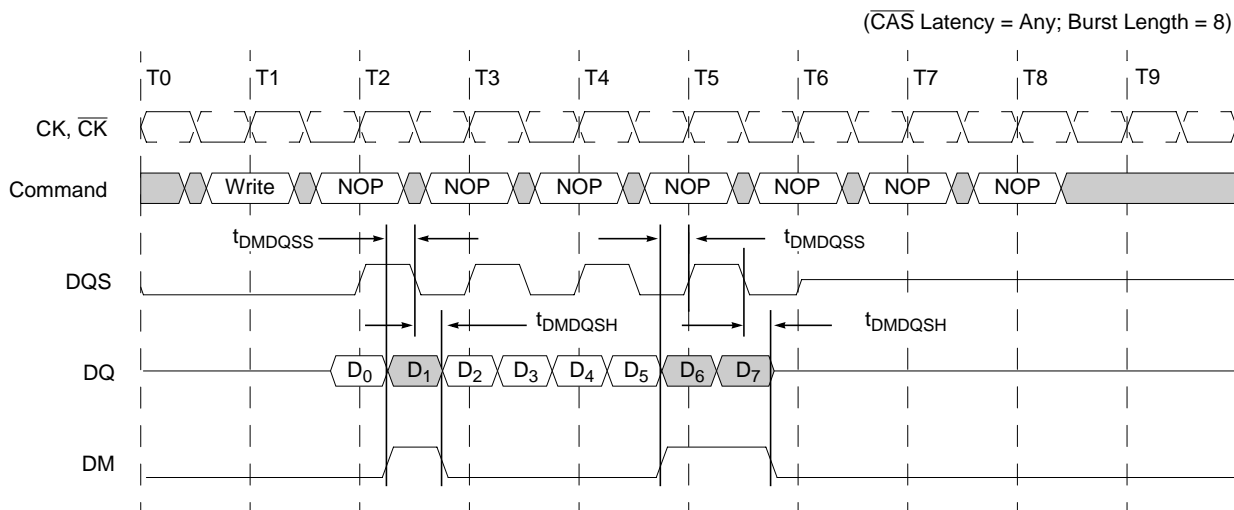 (C̅A̅S̅ Latency = Any; Burst Length = 8)
T0 T1 T2 T3 T4 T5 T6 T7 T8 T9
CK, C̅K̅
Command Write NOP NOP NOP NOP NOP NOP NOP
tDMDQSS tDMDQSS
DQS
tDMDQSH tDMDQSH
DQ D0 D1 D2 D3 D4 D5 D6 D7
DM